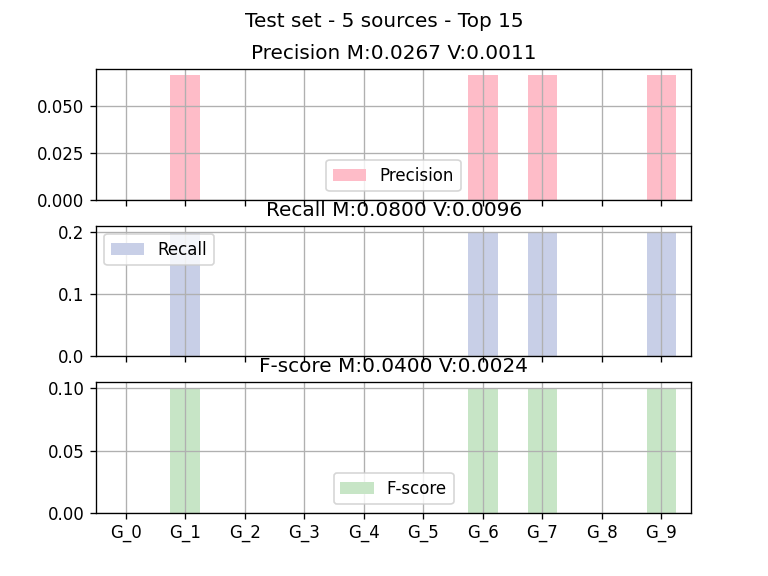 Test set - 5 sources - Top 15
Precision M:0.0267 V:0.0011
0.050
0.025
0.000
Precision
Recall M:0.0800 V:0.0096
0.2
0.1
0.0
Recall
F-score M:0.0400 V:0.0024
0.10
0.05
0.00
F-score
G_0 G_1 G_2 G_3 G_4 G_5 G_6 G_7 G_8 G_9